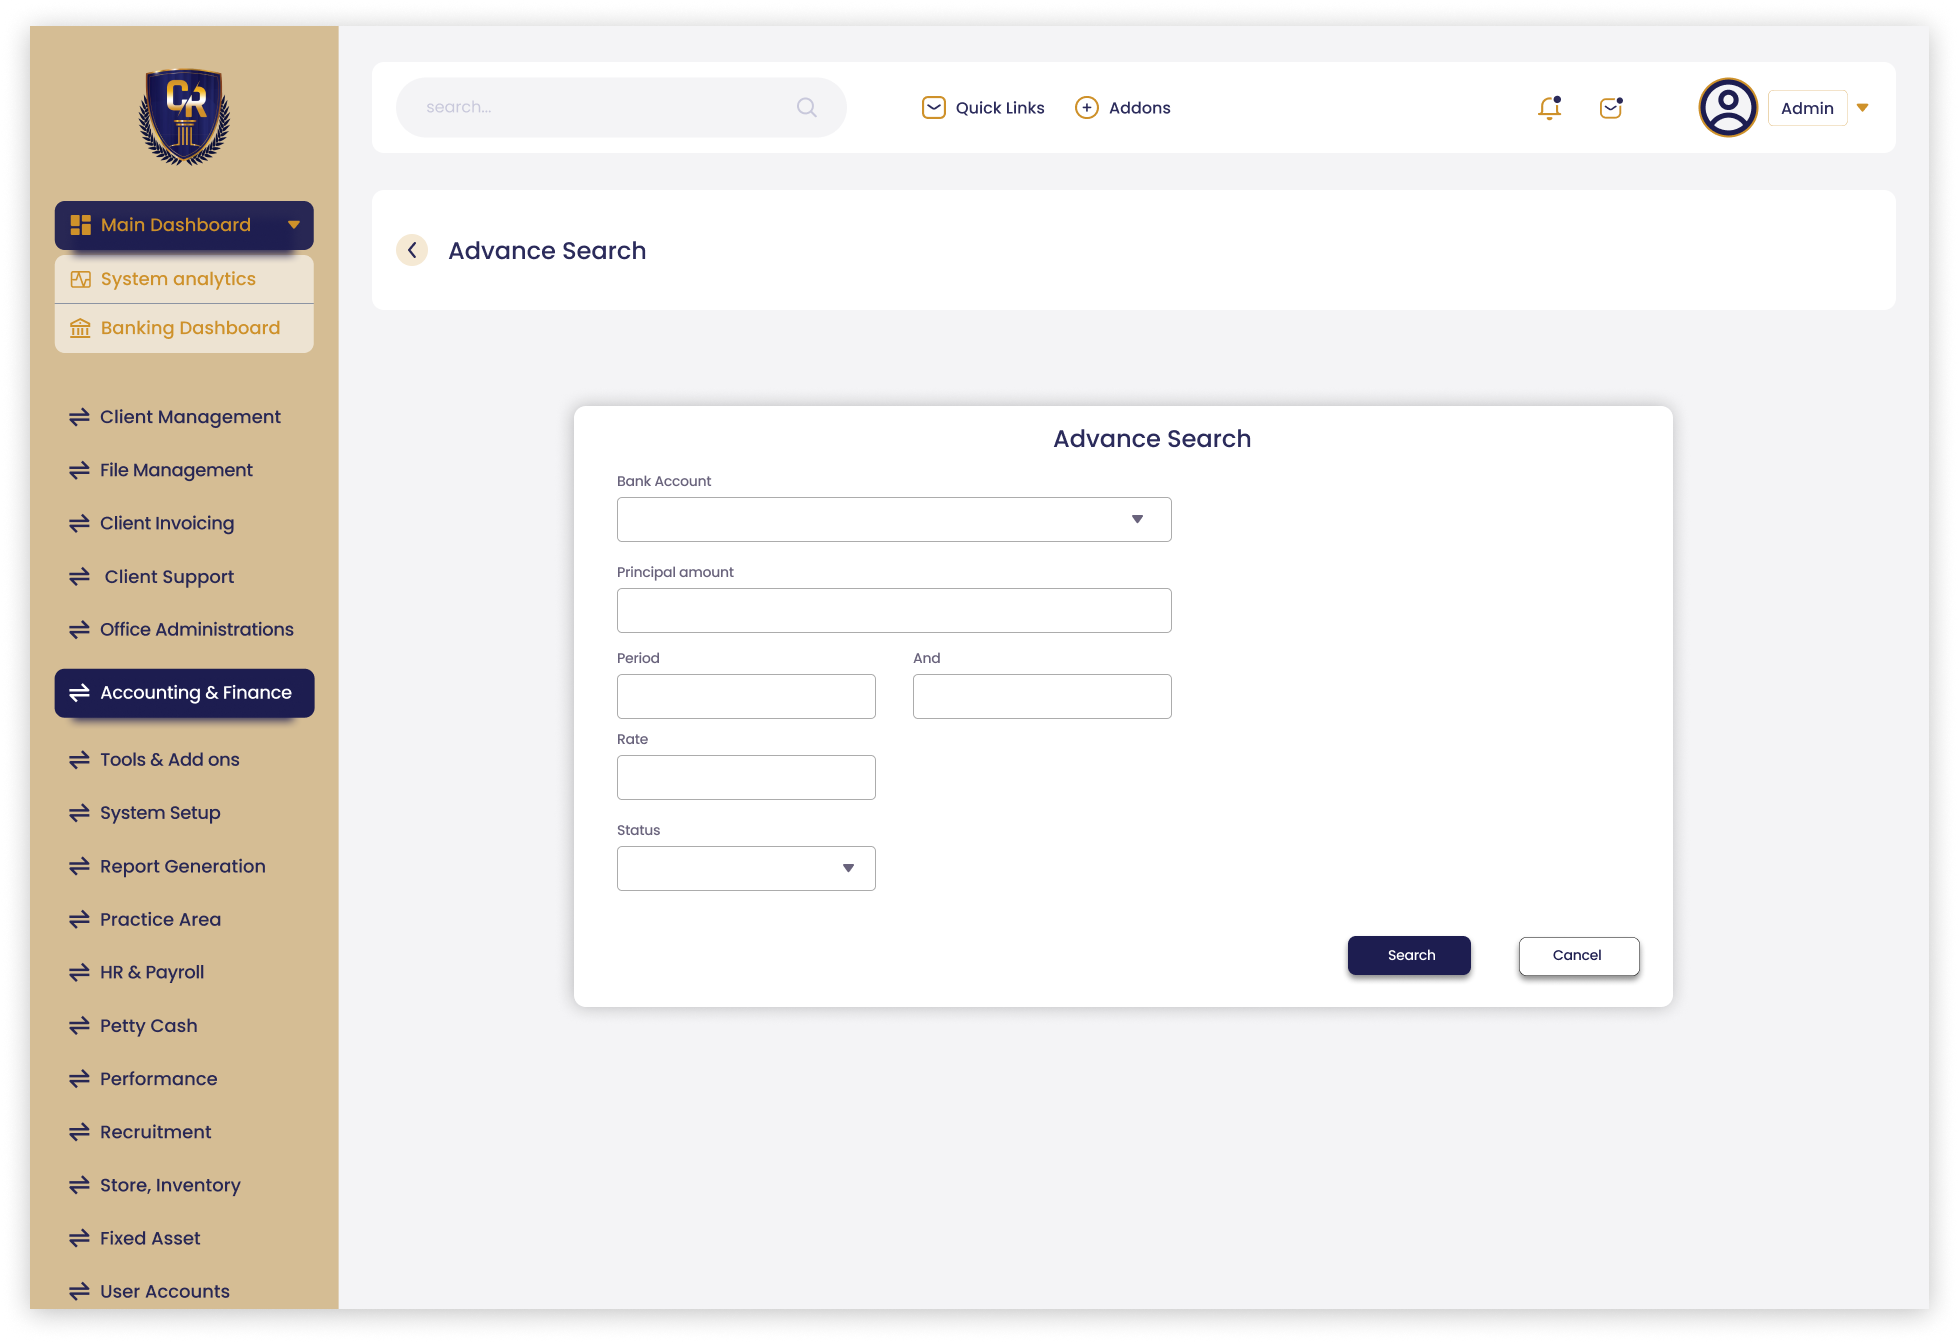 CR
search...
Quick Links
Addons
Admin
Main Dashboard
System analytics
Banking Dashboard
Client Management
File Management
Client Invoicing
Client Support
Office Administrations
Accounting & Finance
Tools & Add ons
System Setup
Report Generation
Practice Area
HR & Payroll
Petty Cash
Performance
Recruitment
Store, Inventory
Fixed Asset
User Accounts
Advance Search
Advance Search
Bank Account
Principal amount
Period
And
Rate
Status
Search
Cancel